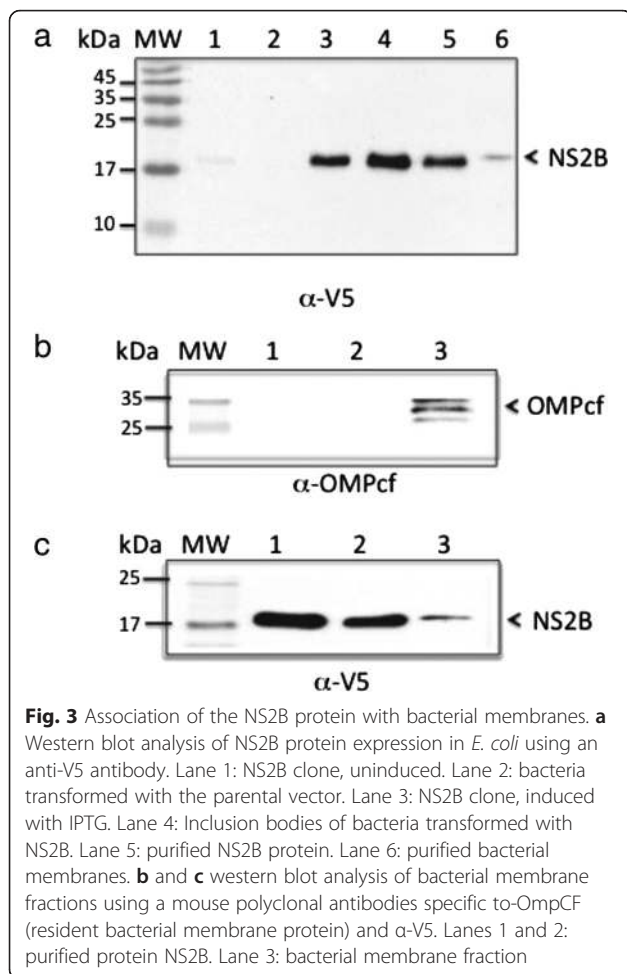 a kDa MW 1 2 3 4 5 6
45
35
25
17
10
< NS2B
α-V5
b kDa MW 1 2 3
35
25
< OMPcf
α-OMPcf
c kDa MW 1 2 3
25
17
< NS2B
α-V5
Fig. 3 Association of the NS2B protein with bacterial membranes. a
Western blot analysis of NS2B protein expression in E. coli using an
anti-V5 antibody. Lane 1: NS2B clone, uninduced. Lane 2: bacteria
transformed with the parental vector. Lane 3: NS2B clone, induced
with IPTG. Lane 4: Inclusion bodies of bacteria transformed with
NS2B. Lane 5: purified NS2B protein. Lane 6: purified bacterial
membranes. b and c western blot analysis of bacterial membrane
fractions using a mouse polyclonal antibodies specific to-OmpCF
(resident bacterial membrane protein) and α-V5. Lanes 1 and 2:
purified protein NS2B. Lane 3: bacterial membrane fraction